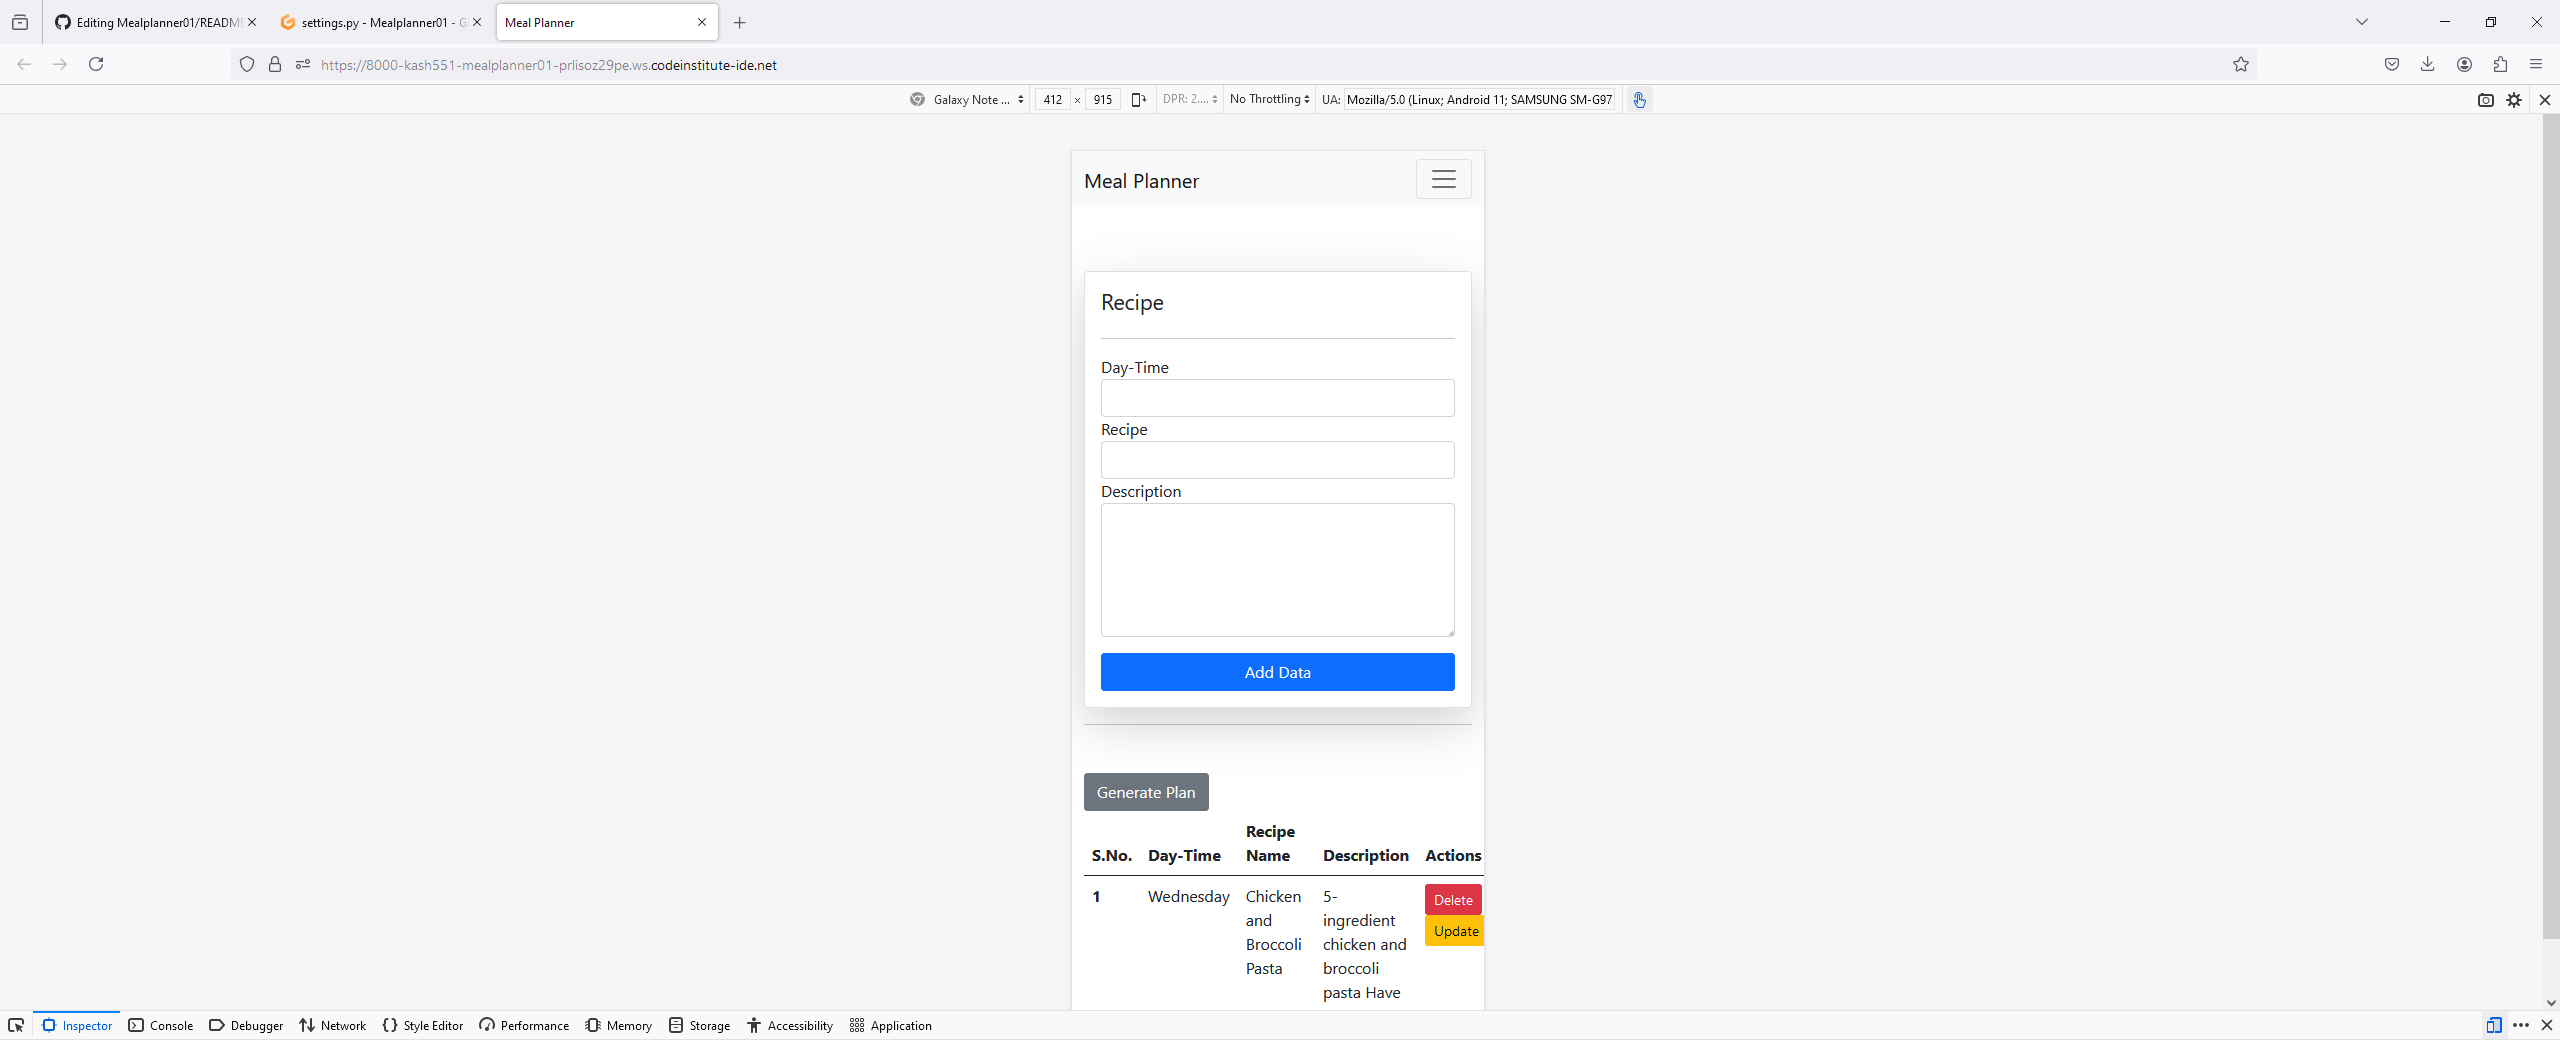 Editing Mealplanner01/README
settings.py - Mealplanner01 - G
Meal Planner
https://8000-kash551-mealplanner01-prlisoz29pe.ws.codeinstitute-ide.net
Galaxy Note ... 412 × 915 DPR: 2.... No Throttling UA: Mozilla/5.0 (Linux; Android 11; SAMSUNG SM-G97
Meal Planner
Recipe
Day-Time
Recipe
Description
Add Data
Generate Plan
S.No. Day-Time Recipe Name Description Actions
1 Wednesday Chicken and Broccoli Pasta 5-ingredient chicken and broccoli pasta Have Delete Update
Inspector Console Debugger Network Style Editor Performance Memory Storage Accessibility Application